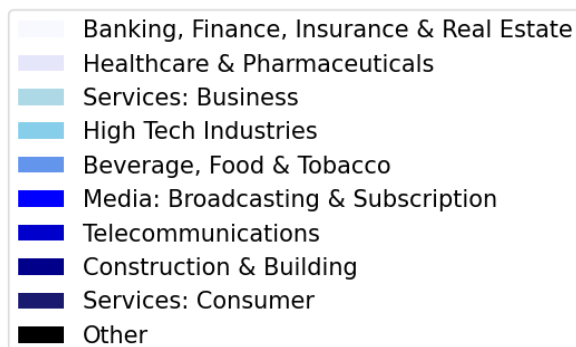 Banking, Finance, Insurance & Real Estate
Healthcare & Pharmaceuticals
Services: Business
High Tech Industries
Beverage, Food & Tobacco
Media: Broadcasting & Subscription
Telecommunications
Construction & Building
Services: Consumer
Other